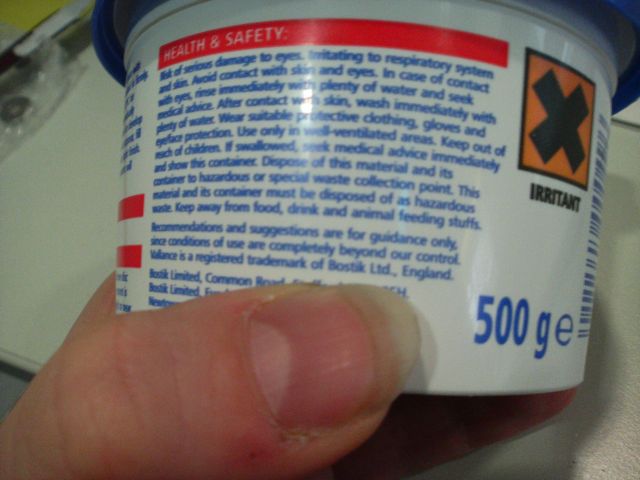 HEALTH & SAFETY:
Risk of serious damage to eyes. Irritating to respiratory system
and skin. Avoid contact with skin and eyes. In case of contact
with eyes, rinse immediately with plenty of water and seek
medical advice. After contact with skin, wash immediately with
plenty of water. Wear suitable protective clothing, gloves and
eye/face protection. Use only in well-ventilated areas. Keep out of
reach of children. If swallowed, seek medical advice immediately
and show this container. Dispose of this material and its
container to hazardous or special waste collection point. This
material and its container must be disposed of as hazardous
waste. Keep away from food, drink and animal feeding stuffs.
Recommendations and suggestions are for guidance only,
since conditions of use are completely beyond our control.
Vallance is a registered trademark of Bostik Ltd., England.
Bostik Limited, Common Road,
Bostik Limited,
IRRITANT
500 g e